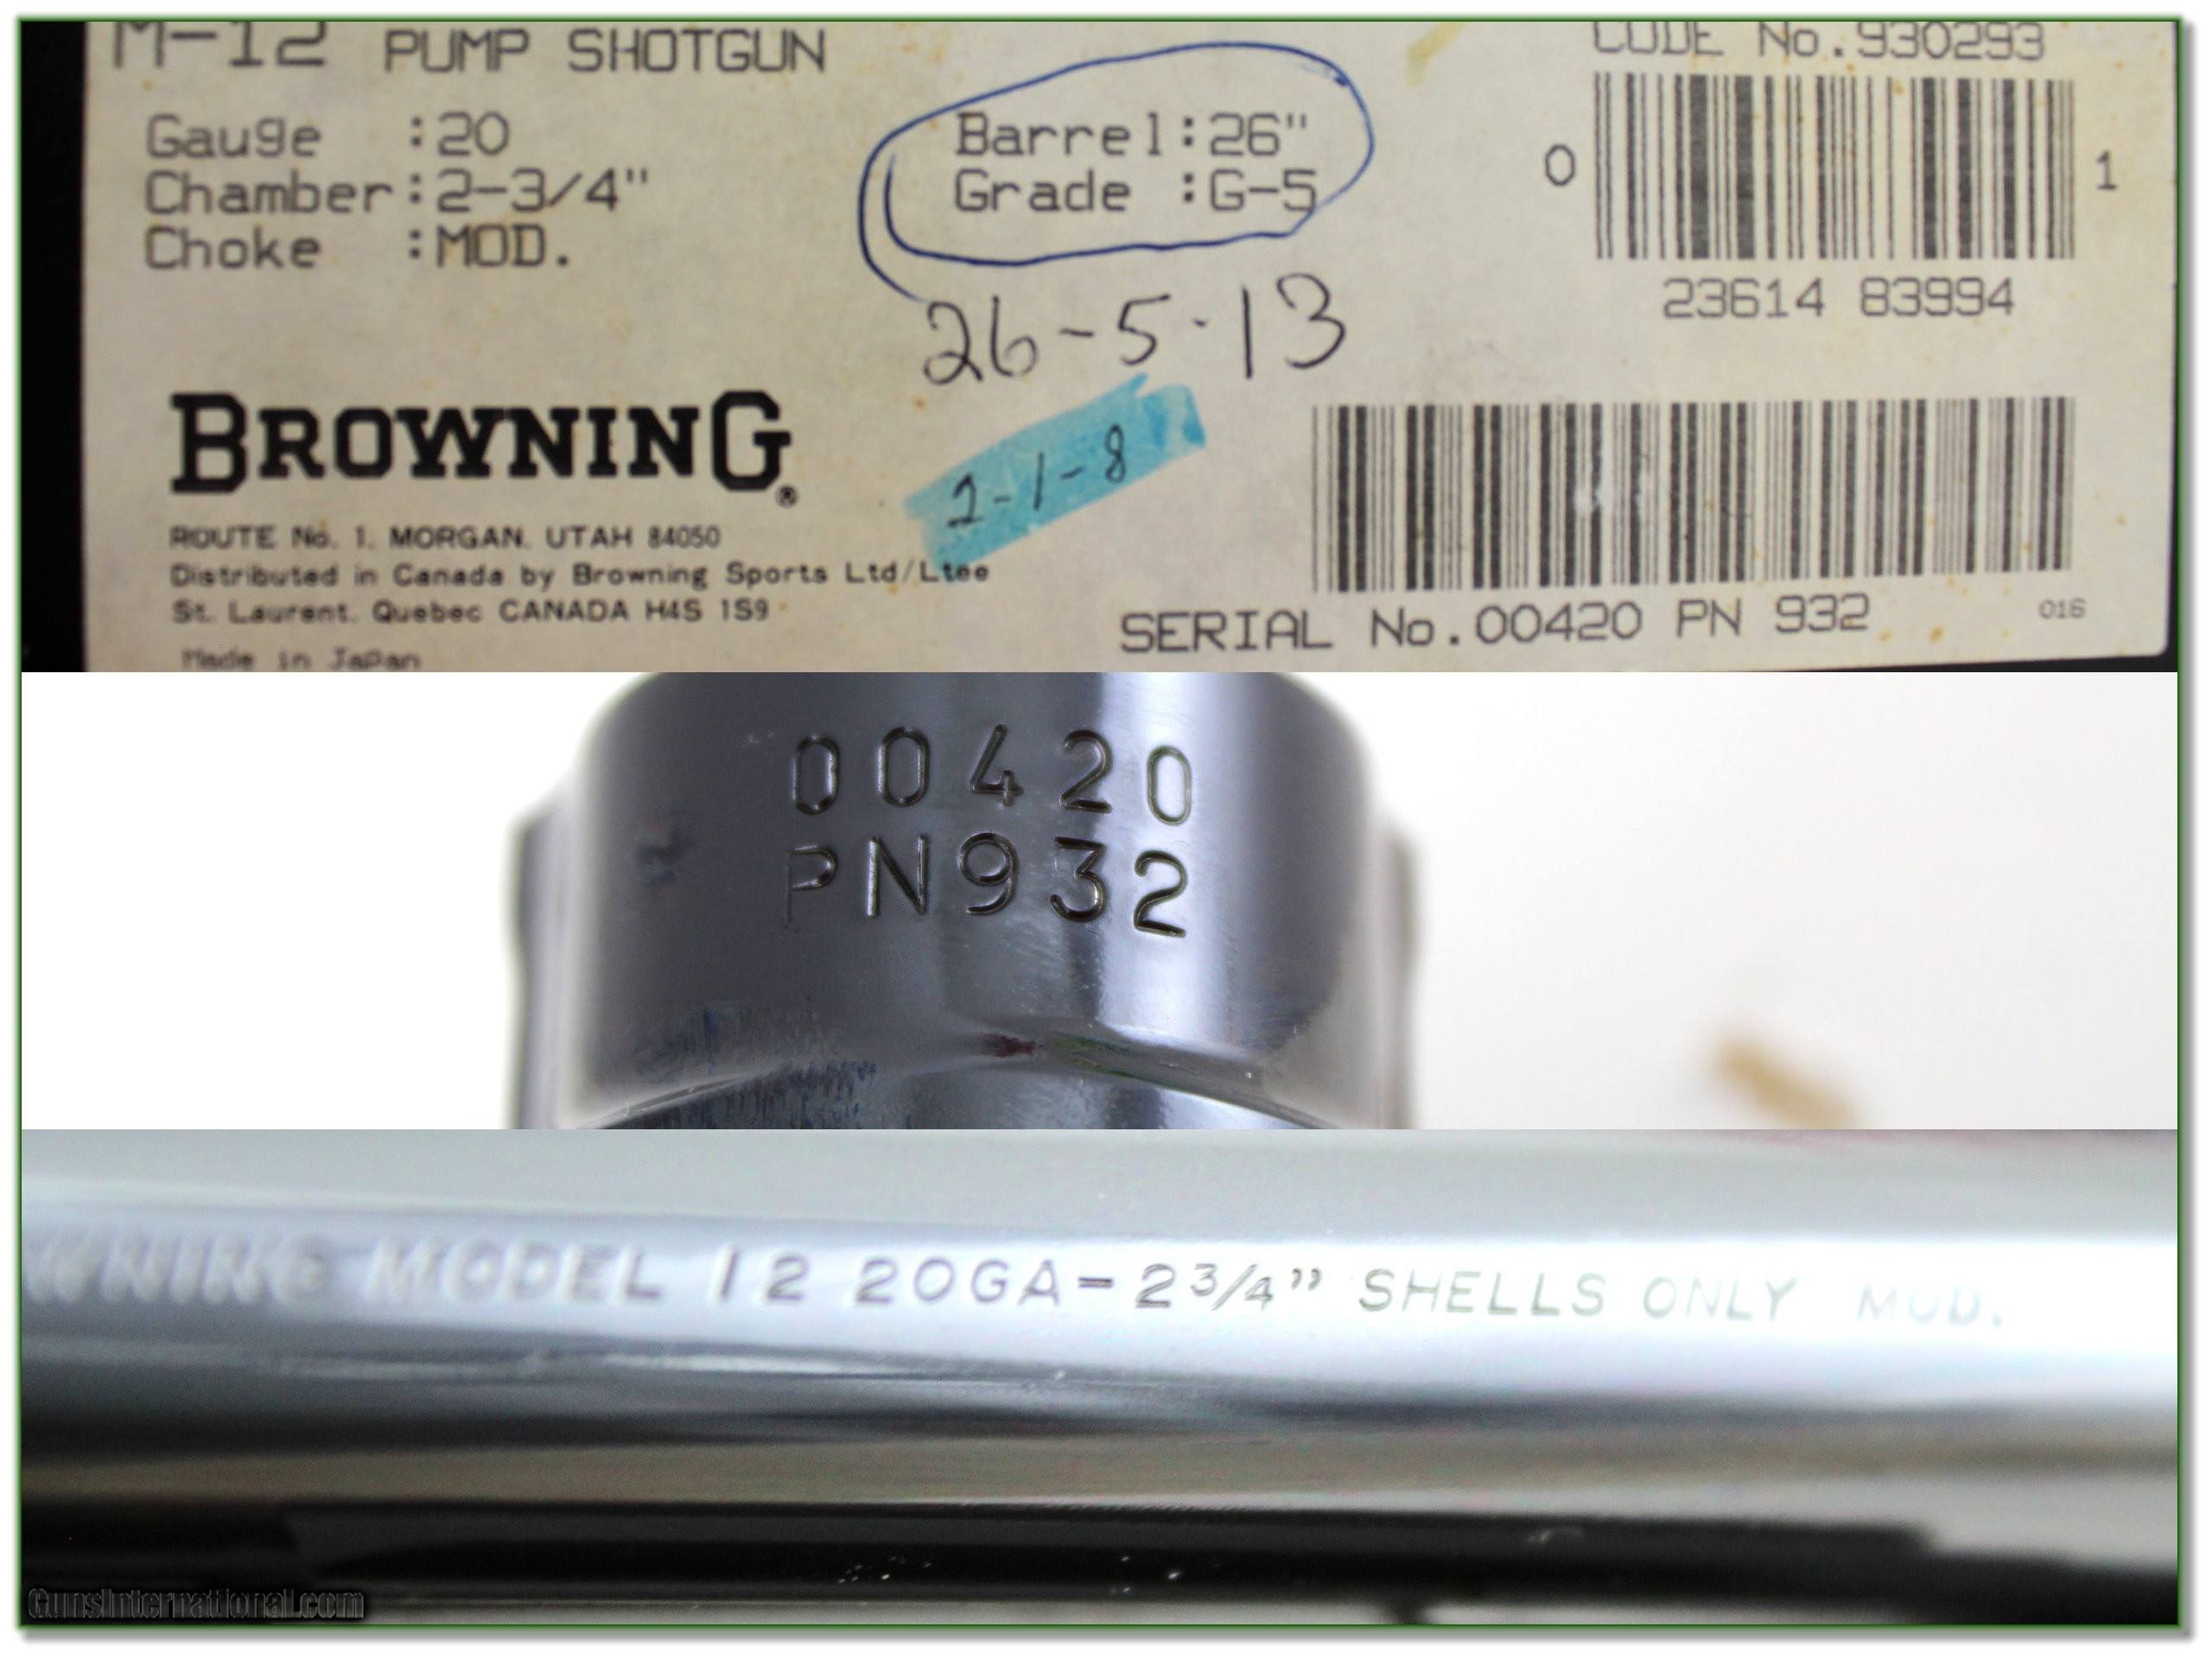 M-12 PUMP SHOTGUN
CODE No.930293
Gauge :20
Chamber:2-3/4"
Choke :MOD.
Barrel:26"
Grade :G-5
0
1
23614 83994
26-5-13
2-1-8
BROWNING®
ROUTE No. 1, MORGAN, UTAH 84050
Distributed in Canada by Browning Sports Ltd/Ltee
St. Laurent, Quebec CANADA H4S 1S9
Made in Japan
SERIAL No.00420 PN 932
016
00420
PN932
WNING MODEL 12 20GA-2 3/4" SHELLS ONLY MOD.
GunsInternational.com